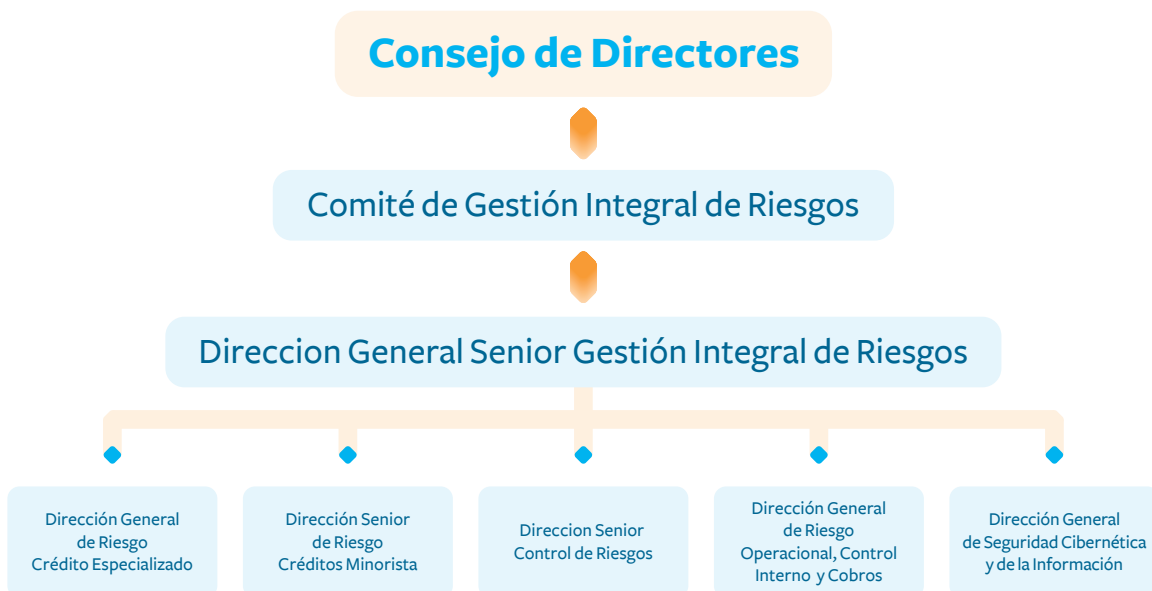 Consejo de Directores
Comité de Gestión Integral de Riesgos
Direccion General Senior Gestión Integral de Riesgos
Dirección General
de Riesgo
Crédito Especializado
Dirección Senior
de Riesgo
Créditos Minorista
Direccion Senior
Control de Riesgos
Dirección General
de Riesgo
Operacional, Control
Interno y Cobros
Dirección General
de Seguridad Cibernética
y de la Información